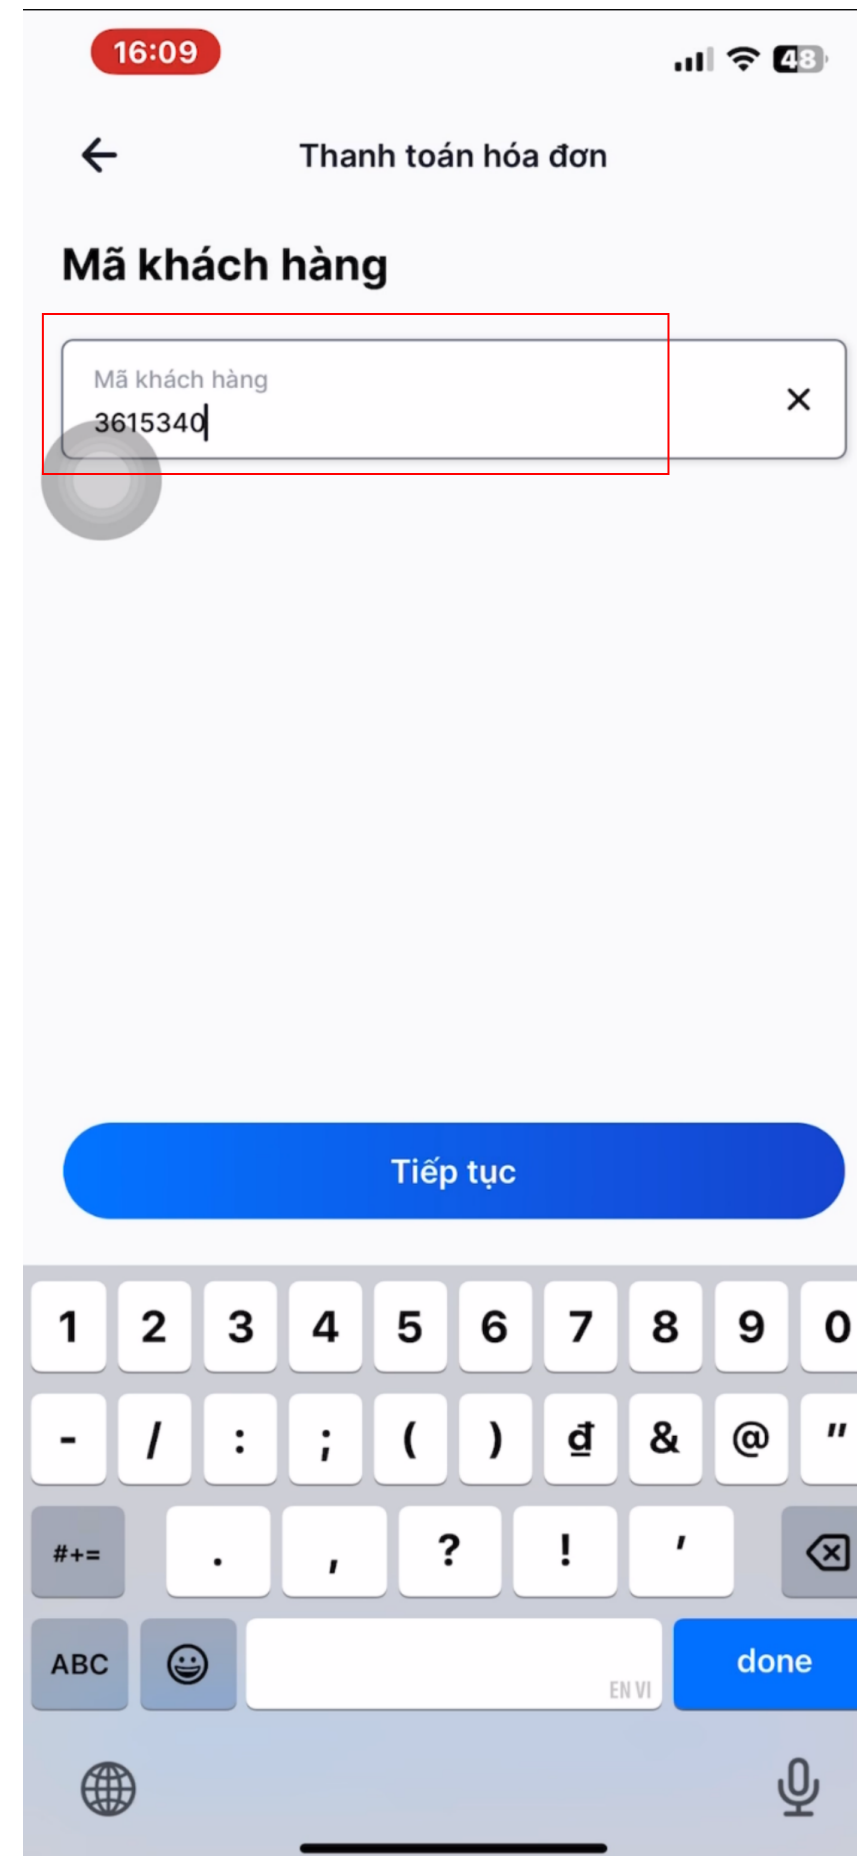 16:09
48
Thanh toán hóa đơn
Mã khách hàng
Mã khách hàng
3615340
Tiếp tục
1 2 3 4 5 6 7 8 9 0
- / : ; ( ) đ & @ "
#+= . , ? ! '
ABC EN VI done